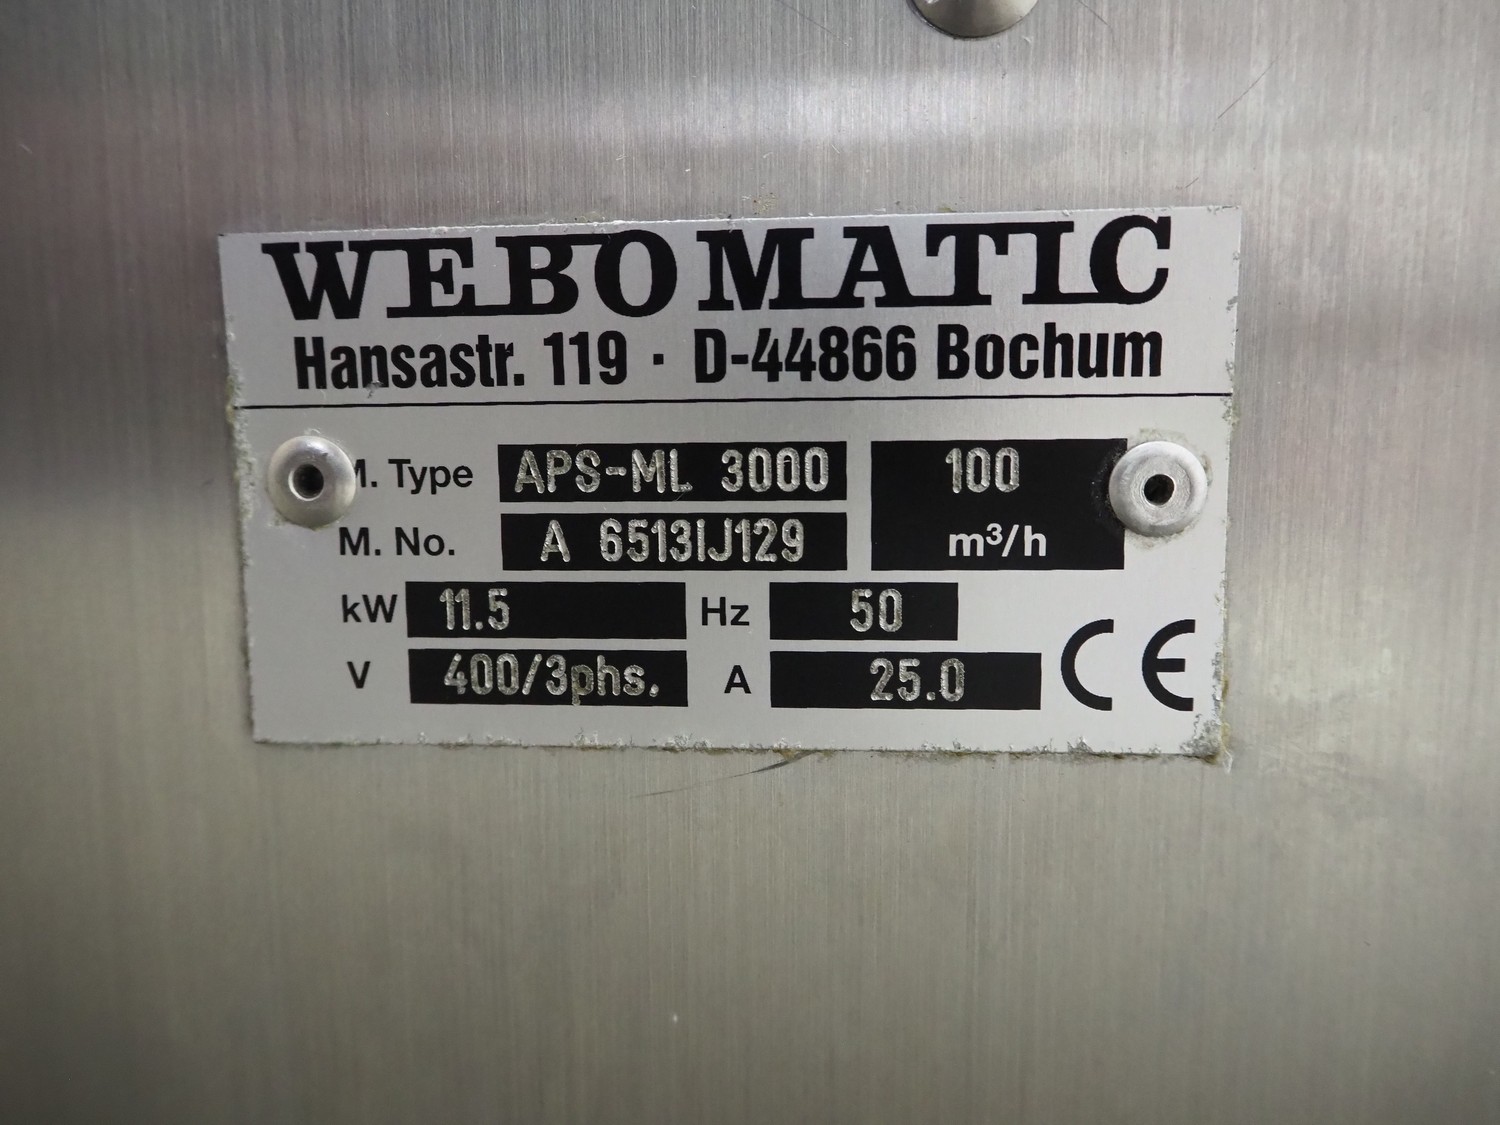 WEBOMATIC
Hansastr. 119 · D-44866 Bochum
M. Type APS-ML 3000 100
M. No. A 6513IJ129 m³/h
kW 11.5 Hz 50
V 400/3phs. A 25.0 CE